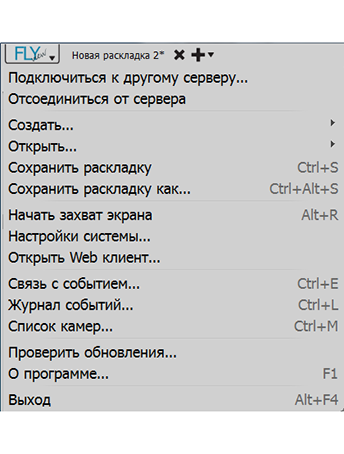 FLY Новая раскладка 2*
Подключиться к другому серверу...
Отсоединиться от сервера
Создать...
Открыть...
Сохранить раскладку Ctrl+S
Сохранить раскладку как... Ctrl+Alt+S
Начать захват экрана Alt+R
Настройки системы...
Открыть Web клиент...
Связь с событием... Ctrl+E
Журнал событий... Ctrl+L
Список камер... Ctrl+M
Проверить обновления...
О программе... F1
Выход Alt+F4